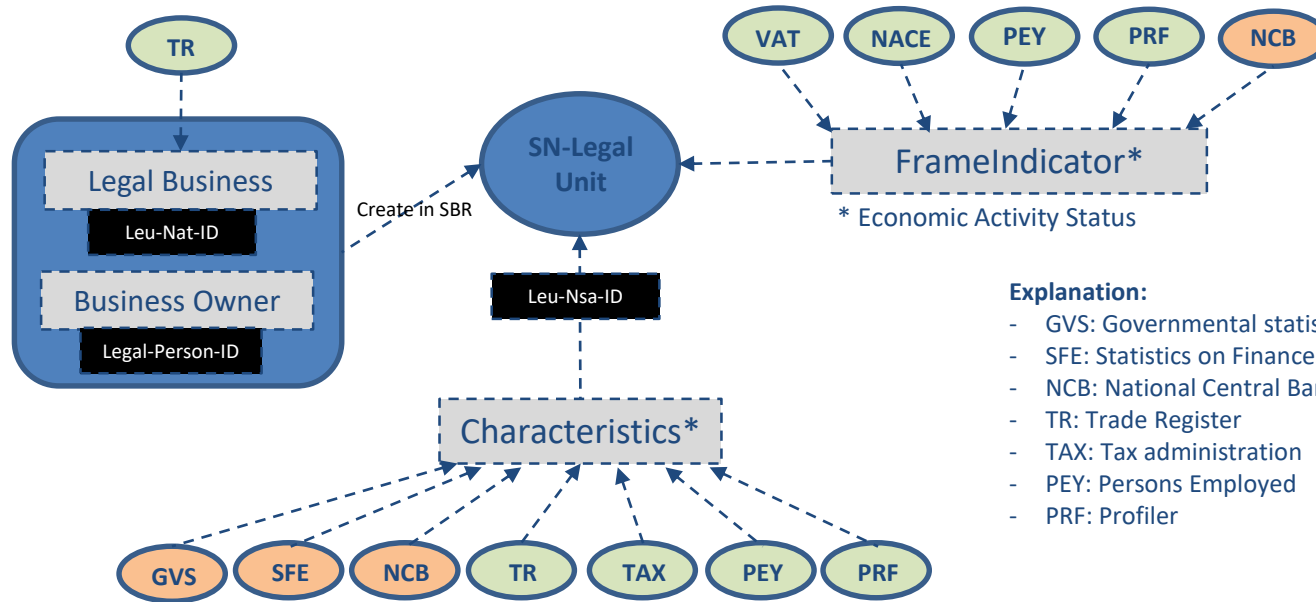 TR
VAT NACE PEY PRF NCB
Legal Business
Leu-Nat-ID
Business Owner
Legal-Person-ID
Create in SBR
SN-Legal
Unit
FrameIndicator*
* Economic Activity Status
Leu-Nsa-ID
Characteristics*
GVS SFE NCB TR TAX PEY PRF
Explanation:
- GVS: Governmental statis
- SFE: Statistics on Finance
- NCB: National Central Ba
- TR: Trade Register
- TAX: Tax administration
- PEY: Persons Employed
- PRF: Profiler